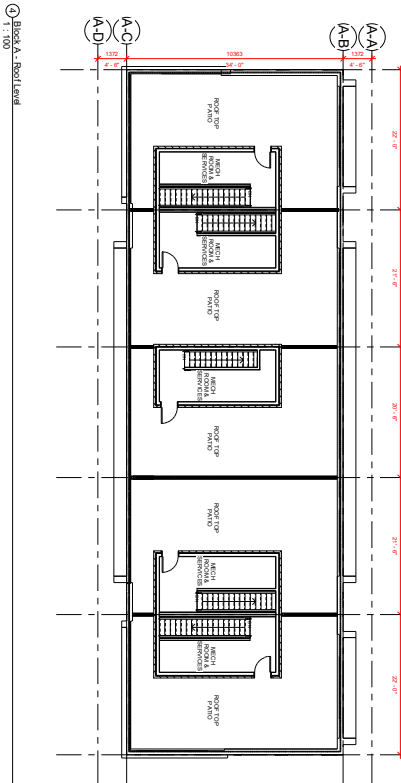 22' - 0"
21' - 6"
20' - 6"
21' - 6"
22' - 0"
A-A
1372
4' - 6"
A-B
10363
34' - 0"
A-C
1372
4' - 6"
A-D
ROOF TOP
PATIO
MECH
ROOM &
SERVICES
MECH
ROOM &
SERVICES
ROOF TOP
PATIO
MECH
ROOM &
SERVICES
ROOF TOP
PATIO
ROOF TOP
PATIO
MECH
ROOM &
SERVICES
MECH
ROOM &
SERVICES
ROOF TOP
PATIO
4 Block A - Roof Level
1 : 100